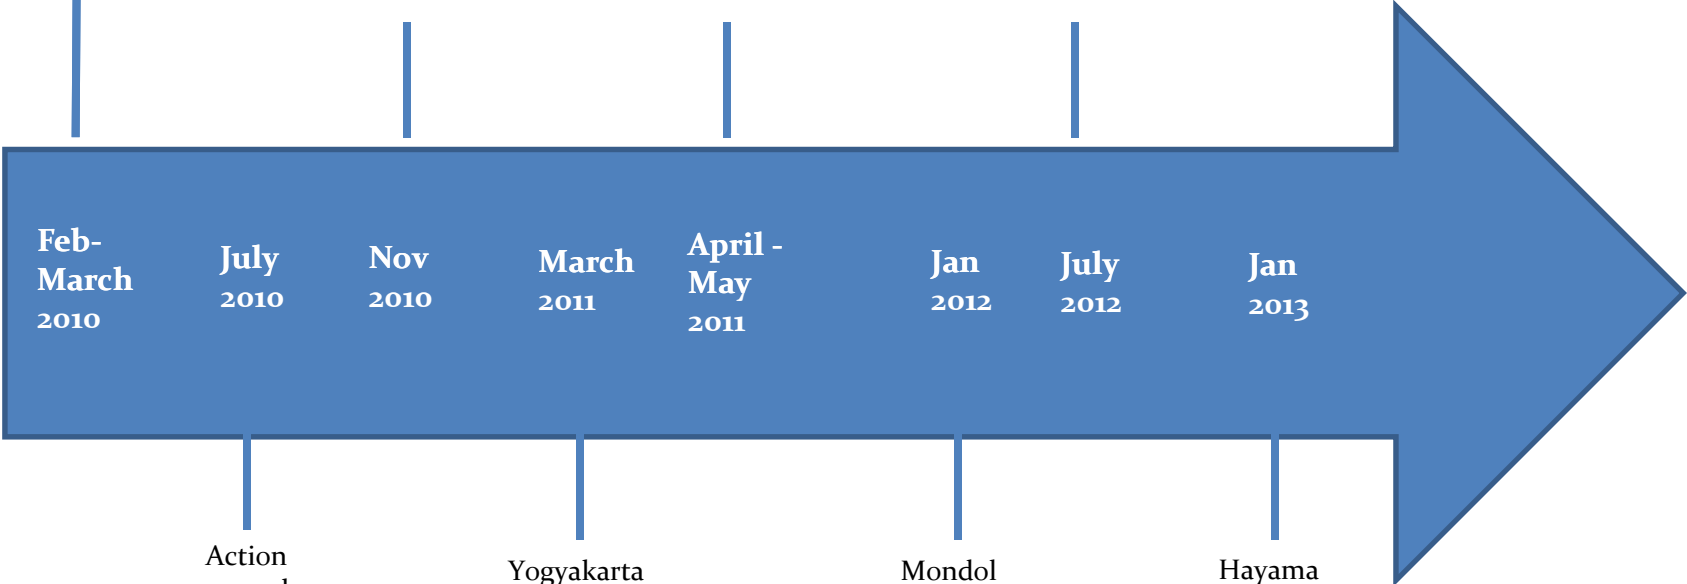 Feb-
March
2010
July
2010
Nov
2010
March
2011
April -
May
2011
Jan
2012
July
2012
Jan
2013
Action
Yogyakarta
Mondol
Hayama